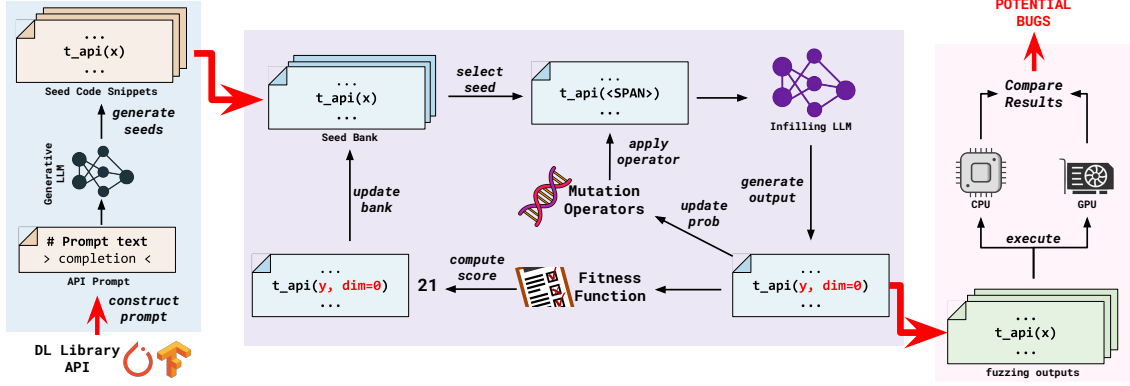 ...
t_api(x)
...
Seed Code Snippets
generate
seeds
Generative
LLM
# Prompt text
> completion <
API Prompt
construct
prompt
DL Library
API
...
t_api(x)
...
Seed Bank
select
seed
...
t_api(<SPAN>)
...
Infilling LLM
apply
operator
Mutation
Operators
update
prob
generate
output
update
bank
...
t_api(y, dim=0)
...
21
compute
score
Fitness
Function
...
t_api(y, dim=0)
...
POTENTIAL
BUGS
Compare
Results
CPU
GPU
execute
...
t_api(x)
...
fuzzing outputs